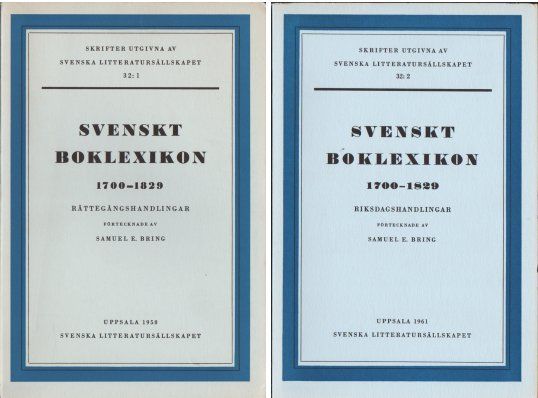 SKRIFTER UTGIVNA AV
SVENSKA LITTERATURSÄLLSKAPET
32:1
SVENSKT
BOKLEXIKON
1700–1829
RÄTTEGÅNGSHANDLINGAR
FÖRTECKNADE AV
SAMUEL E. BRING
UPPSALA 1958
SVENSKA LITTERATURSÄLLSKAPET
SKRIFTER UTGIVNA AV
SVENSKA LITTERATURSÄLLSKAPET
32:2
SVENSKT
BOKLEXIKON
1700–1829
RIKSDAGSHANDLINGAR
FÖRTECKNADE AV
SAMUEL E. BRING
UPPSALA 1961
SVENSKA LITTERATURSÄLLSKAPET